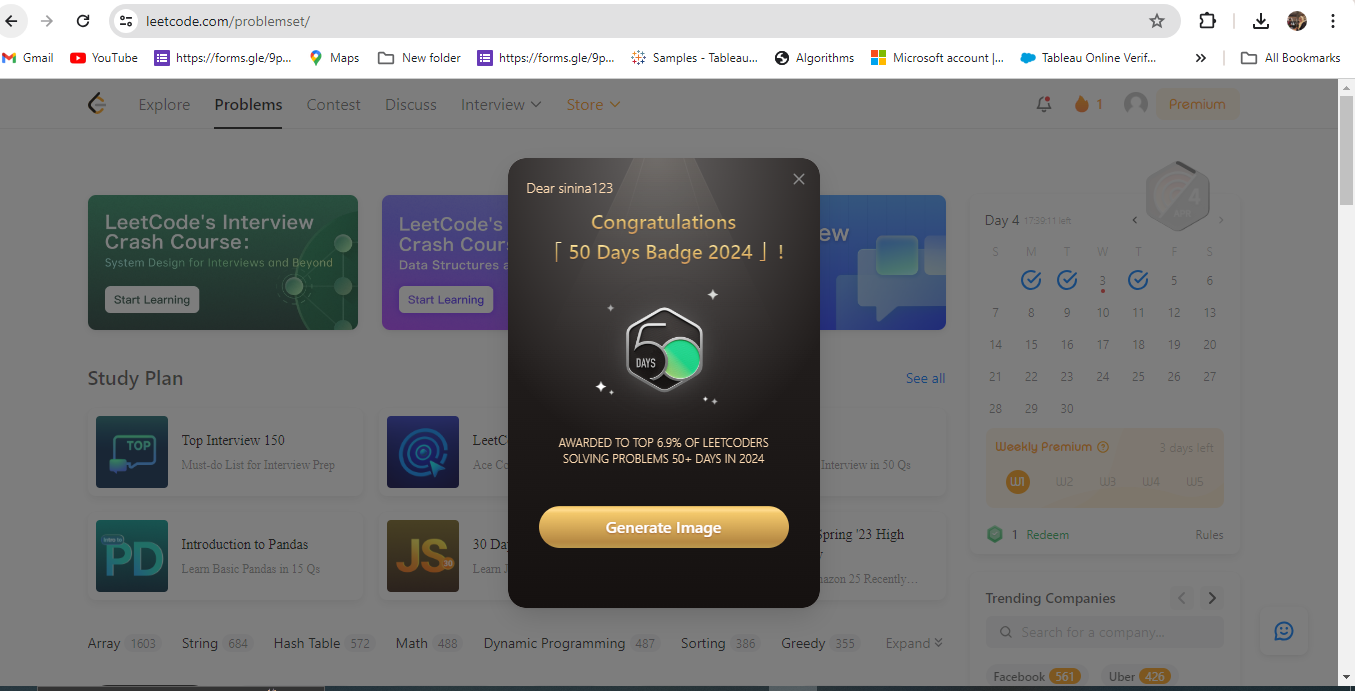 leetcode.com/problemset/
Gmail YouTube https://forms.gle/9p... Maps New folder https://forms.gle/9p... Samples - Tableau... Algorithms Microsoft account |... Tableau Online Verif... » All Bookmarks
Explore Problems Contest Discuss Interview Store 1 Premium
LeetCode's Interview
Crash Course:
System Design for Interviews and Beyond
Start Learning
LeetCode's
Crash Cour
Data Structures a
Start Learning
ew
Dear sinina123
Congratulations
「 50 Days Badge 2024 」 !
50
DAYS
AWARDED TO TOP 6.9% OF LEETCODERS
SOLVING PROBLEMS 50+ DAYS IN 2024
Generate Image
Day 4 17:39:11 left
4
APR
S M T W T F S
3 5 6
7 8 9 10 11 12 13
14 15 16 17 18 19 20
21 22 23 24 25 26 27
28 29 30
Weekly Premium 3 days left
W1 W2 W3 W4 W5
1 Redeem Rules
Study Plan See all
TOP
Top Interview 150
Must-do List for Interview Prep
LeetC
Ace Co
Interview in 50 Qs
PD
Introduction to Pandas
Learn Basic Pandas in 15 Qs
JS
30
30 Day
Learn J
Spring '23 High
mazon 25 Recently...
Array 1603 String 684 Hash Table 572 Math 488 Dynamic Programming 487 Sorting 386 Greedy 355 Expand
Trending Companies
Search for a company...
Facebook 561 Uber 426